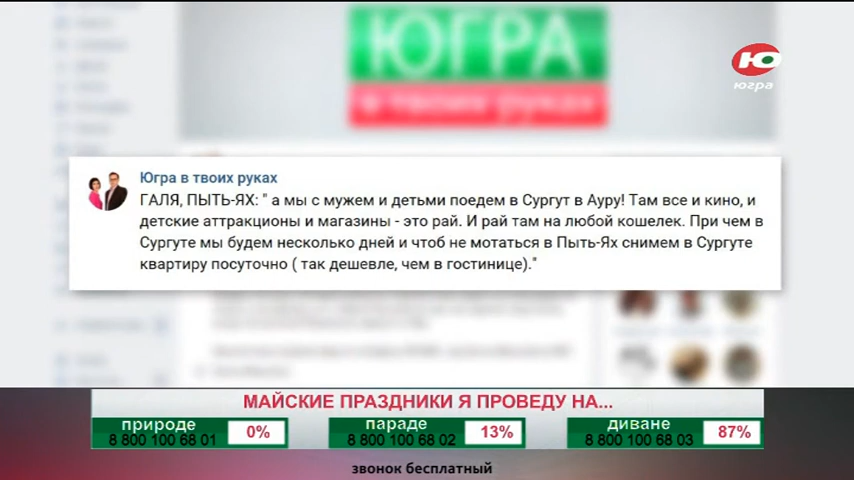 ЮГРА
в твоих руках
Ю
югра
Югра в твоих руках
ГАЛЯ, ПЫТЬ-ЯХ: " а мы с мужем и детьми поедем в Сургут в Ауру! Там все и кино, и
детские аттракционы и магазины - это рай. И рай там на любой кошелек. При чем в
Сургуте мы будем несколько дней и чтоб не мотаться в Пыть-Ях снимем в Сургуте
квартиру посуточно ( так дешевле, чем в гостинице)."
МАЙСКИЕ ПРАЗДНИКИ Я ПРОВЕДУ НА...
природе
8 800 100 68 01
0%
параде
8 800 100 68 02
13%
диване
8 800 100 68 03
87%
звонок бесплатный